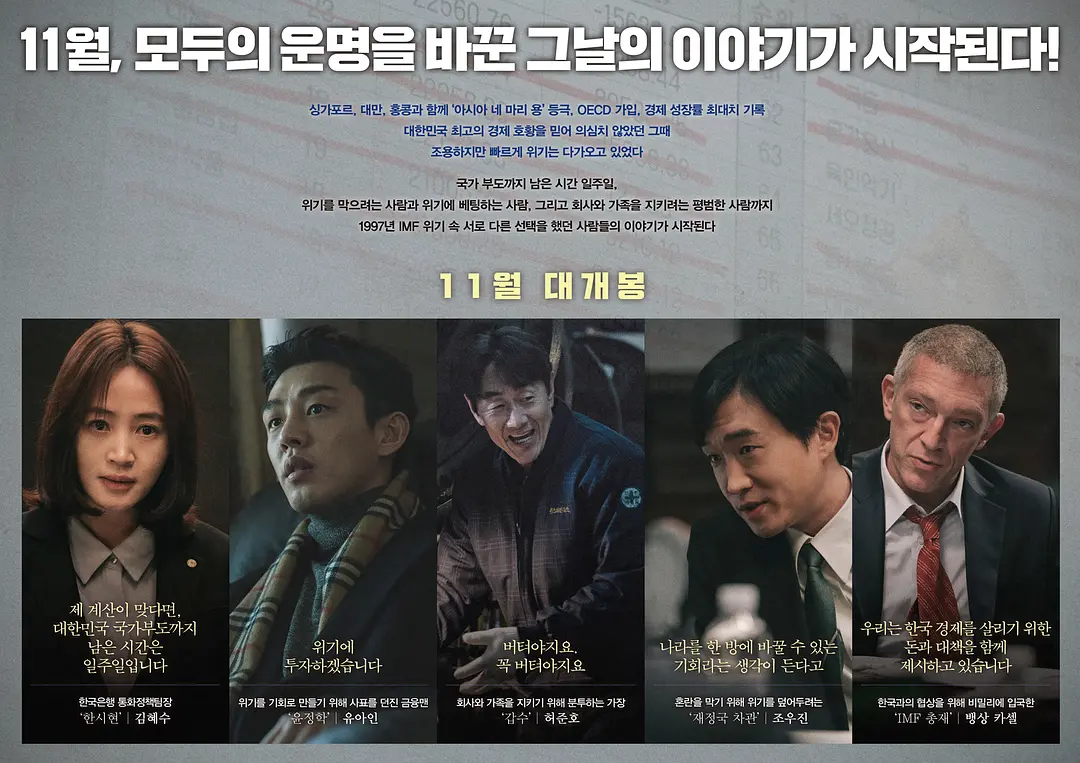 11월, 모두의 운명을 바꾼 그날의 이야기가 시작된다!
싱가포르, 대만, 홍콩과 함께 ‘아시아 네 마리 용’ 등극, OECD 가입, 경제 성장률 최대치 기록
대한민국 최고의 경제 호황을 믿어 의심치 않았던 그때
조용하지만 빠르게 위기는 다가오고 있었다
국가 부도까지 남은 시간 일주일,
위기를 막으려는 사람과 위기에 베팅하는 사람, 그리고 회사와 가족을 지키려는 평범한 사람까지
1997년 IMF 위기 속 서로 다른 선택을 했던 사람들의 이야기가 시작된다
11월 대개봉
제 계산이 맞다면,
대한민국 국가부도까지
남은 시간은
일주일입니다
한국은행 통화정책팀장
‘한시현’ | 김혜수
위기에
투자하겠습니다
위기를 기회로 만들기 위해 사표를 던진 금융맨
‘윤정학’ | 유아인
버텨야지요.
꼭 버텨야지요
회사와 가족을 지키기 위해 분투하는 가장
‘갑수’ | 허준호
나라를 한 방에 바꿀 수 있는
기회라는 생각이 든다고
혼란을 막기 위해 위기를 덮어두려는
‘재정국 차관’ | 조우진
우리는 한국 경제를 살리기 위한
돈과 대책을 함께
제시하고 있습니다
한국과의 협상을 위해 비밀리에 입국한
‘IMF 총재’ | 뱅상 카셀
22560.76
63
65
66